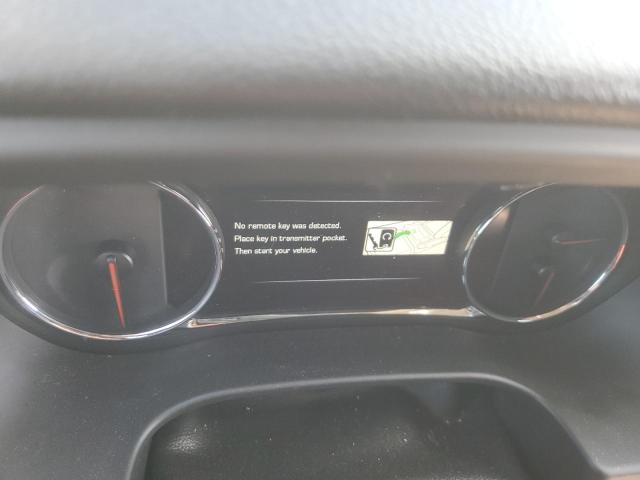 No remote key was detected.
Place key in transmitter pocket.
Then start your vehicle.